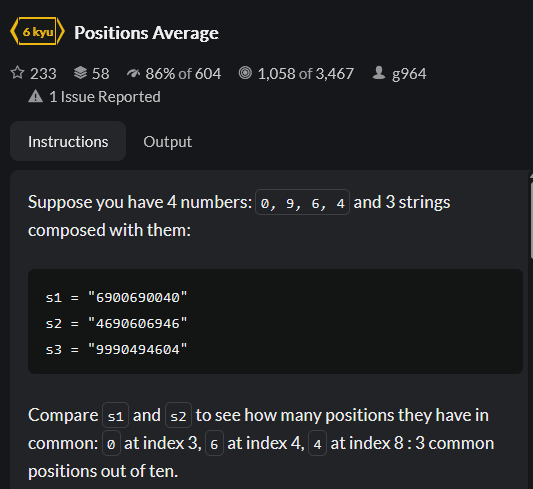 6 kyu Positions Average
233 58 86% of 604 1,058 of 3,467 g964
1 Issue Reported
Instructions Output
Suppose you have 4 numbers: 0, 9, 6, 4 and 3 strings
composed with them:
s1 = "6900690040"
s2 = "4690606946"
s3 = "9990494604"
Compare s1 and s2 to see how many positions they have in
common: 0 at index 3, 6 at index 4, 4 at index 8 : 3 common
positions out of ten.